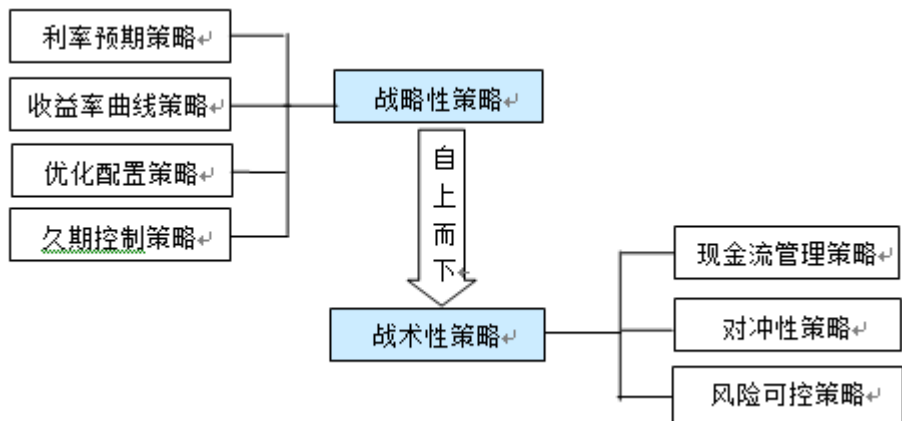 利率预期策略
收益率曲线策略
优化配置策略
久期控制策略
战略性策略
自
上
而
下
战术性策略
现金流管理策略
对冲性策略
风险可控策略